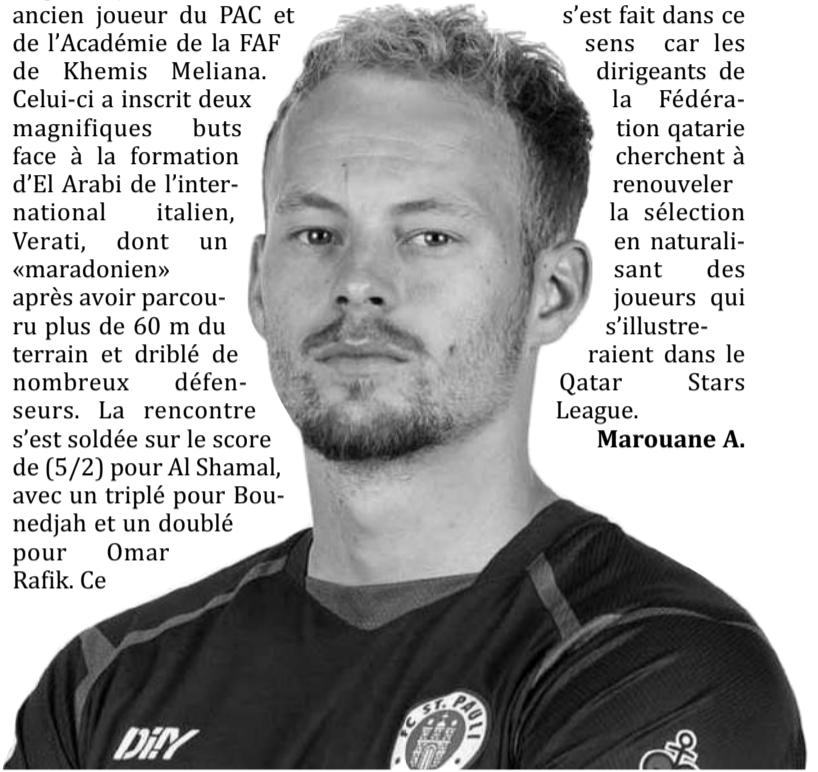 ancien joueur du PAC et
de l'Académie de la FAF
de Khemis Meliana.
Celui-ci a inscrit deux
magnifiques buts
face à la formation
d'El Arabi de l'inter-
national italien,
Verati, dont un
«maradonien»
après avoir parcou-
ru plus de 60 m du
terrain et driblé de
nombreux défen-
seurs. La rencontre
s'est soldée sur le score
de (5/2) pour Al Shamal,
avec un triplé pour Bou-
nedjah et un doublé
pour Omar
Rafik. Ce
s'est fait dans ce
sens car les
dirigeants de
la Fédéra-
tion qatarie
cherchent à
renouveler
la sélection
en naturali-
sant des
joueurs qui
s'illustre-
raient dans le
Qatar Stars
League.
Marouane A.
DIIY
FC ST. PAULI